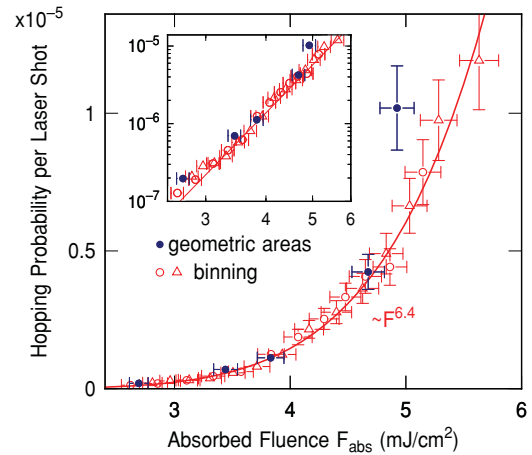 x10⁻⁵
Hopping Probability per Laser Shot
1
0.5
0
10⁻⁵
10⁻⁶
10⁻⁷
3 4 5 6
geometric areas
binning
~F⁶·⁴
3 4 5 6
Absorbed Fluence F_abs (mJ/cm²)